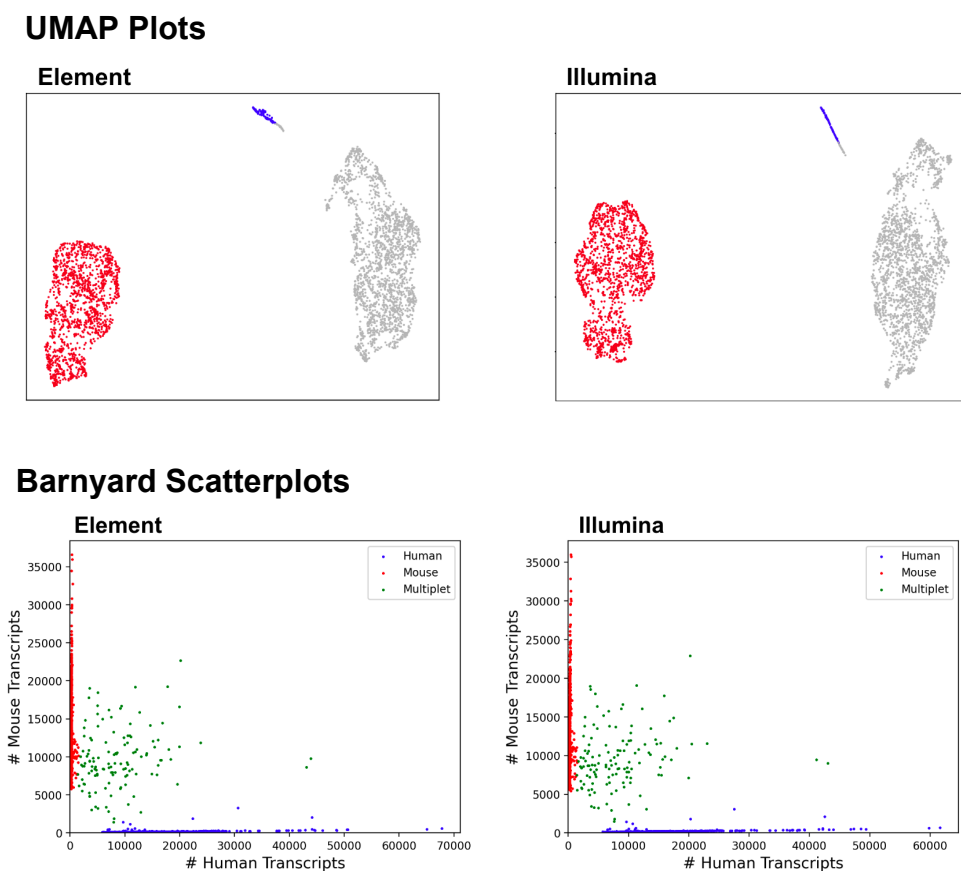 UMAP Plots
Element
Illumina
Barnyard Scatterplots
Element
Illumina
Human
Mouse
Multiplet
35000
30000
25000
20000
15000
10000
5000
0
# Mouse Transcripts
0 10000 20000 30000 40000 50000 60000 70000
# Human Transcripts
Human
Mouse
Multiplet
35000
30000
25000
20000
15000
10000
5000
0
# Mouse Transcripts
0 10000 20000 30000 40000 50000 60000
# Human Transcripts